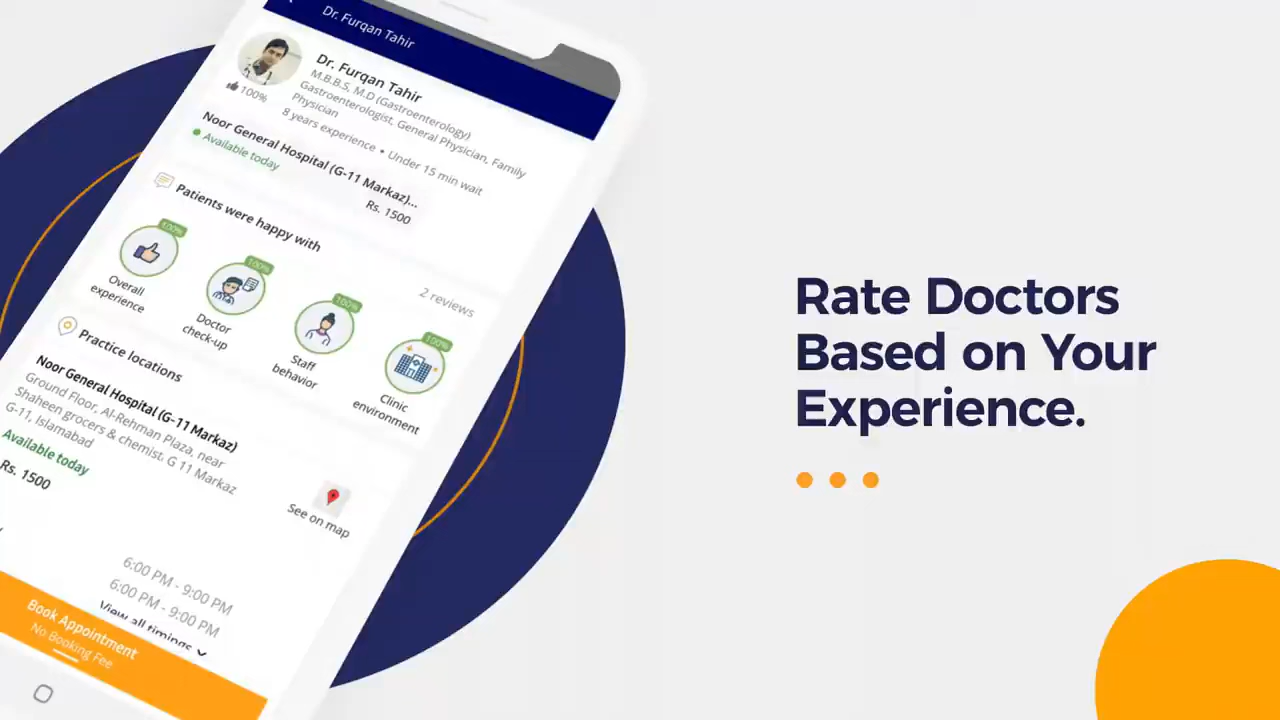 Dr. Furqan Tahir
Dr. Furqan Tahir
M.B.B.S, M.D (Gastroenterology)
Gastroenterologist, General Physician, Family
Physician
8 years experience • Under 15 min wait
100%
Noor General Hospital (G-11 Markaz)...
Available today
Rs. 1500
Patients were happy with
2 reviews
100%
Overall
experience
100%
Doctor
check-up
100%
Staff
behavior
100%
Clinic
environment
Practice locations
Noor General Hospital (G-11 Markaz)
Ground Floor, Al-Rehman Plaza, near
Shaheen grocers & chemist, G 11 Markaz
G-11, Islamabad
Available today
Rs. 1500
See on map
6:00 PM - 9:00 PM
6:00 PM - 9:00 PM
View all timings
Book Appointment
No Booking Fee
Rate Doctors
Based on Your
Experience.